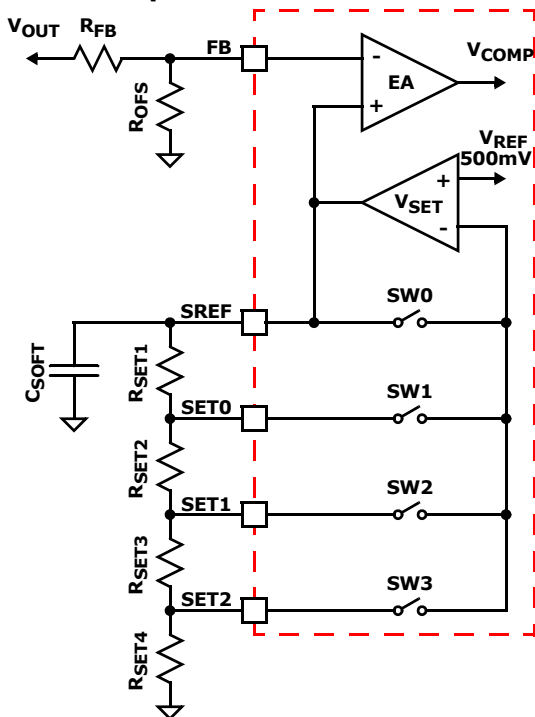 VOUT
RFB
FB
VCOMP
-
EA
+
ROFS
VREF
500mV
+
VSET
-
SREF
SW0
CSOFT
RSET1
SET0
SW1
RSET2
SET1
SW2
RSET3
SET2
SW3
RSET4